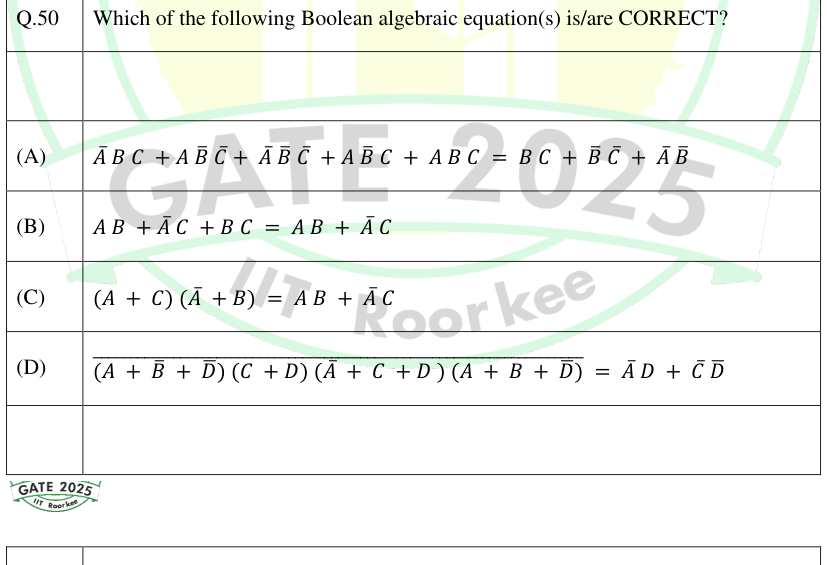 Q.50 Which of the following Boolean algebraic equation(s) is/are CORRECT?
(A) Ā B C + A B̄ C̄ + Ā B̄ C̄ + A B̄ C + A B C = B C + B̄ C̄ + Ā B̄
(B) A B + Ā C + B C = A B + Ā C
(C) (A + C) (Ā + B) = A B + Ā C
(D) \overline{(A + B̄ + D̄) (C + D) (Ā + C + D) (A + B + D̄)} = Ā D + C̄ D̄
GATE 2025
IIT Roorkee
GATE 2025
IIT Roorkee